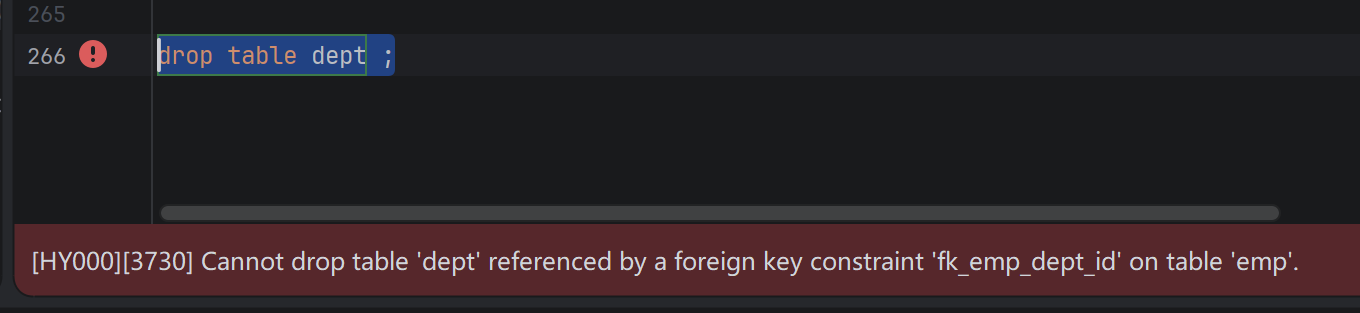 265
266 drop table dept ;
[HY000][3730] Cannot drop table 'dept' referenced by a foreign key constraint 'fk_emp_dept_id' on table 'emp'.